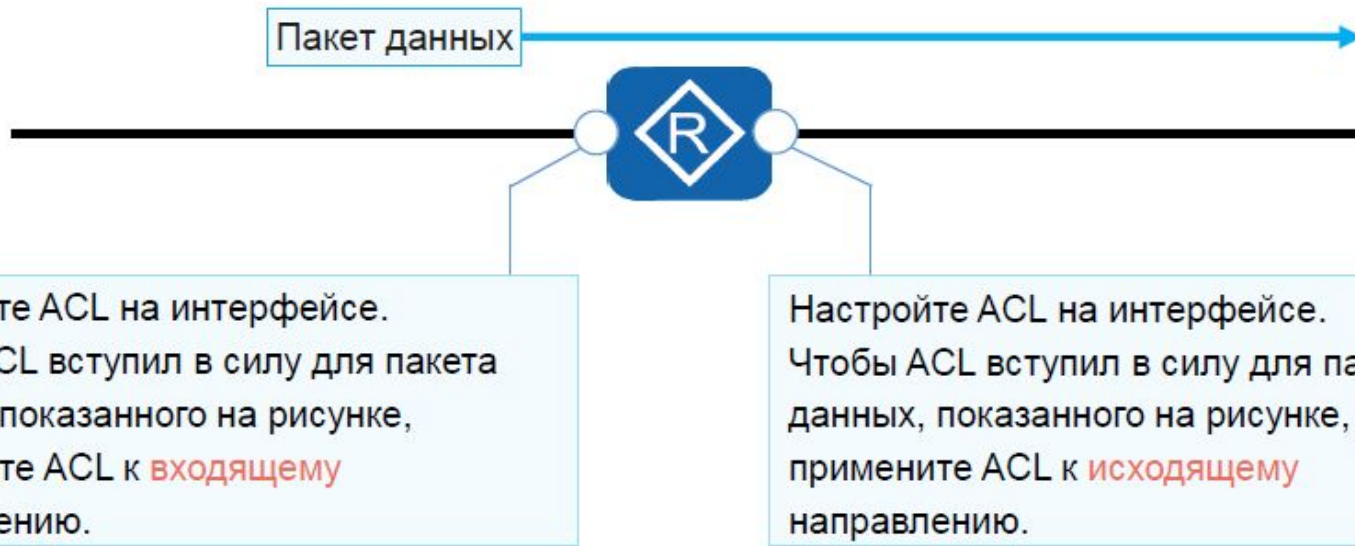 Пакет данных
R
те ACL на интерфейсе.
CL вступил в силу для пакета
показанного на рисунке,
те ACL к входящему
ению.
Настройте ACL на интерфейсе.
Чтобы ACL вступил в силу для па
данных, показанного на рисунке,
примените ACL к исходящему
направлению.